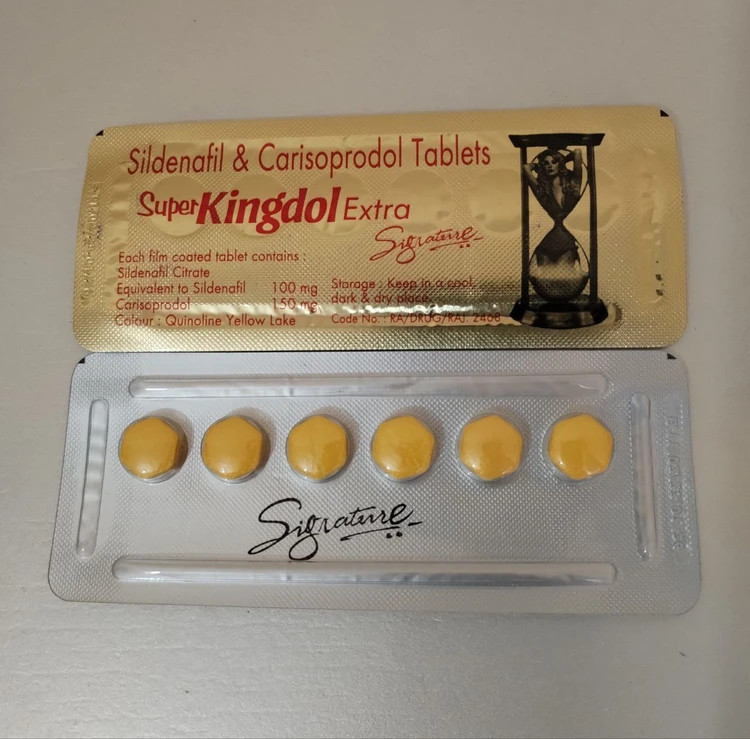 Sildenafil & Carisoprodol Tablets
Super Kingdol Extra
Signature
Each film coated tablet contains :
Sildenafil Citrate
Equivalent to Sildenafil 100 mg
Carisoprodol 150 mg
Colour : Quinoline Yellow Lake
Storage : Keep in a cool,
dark & dry place.
Code No. : RA/DRUG/RAJ. 2468
Signature